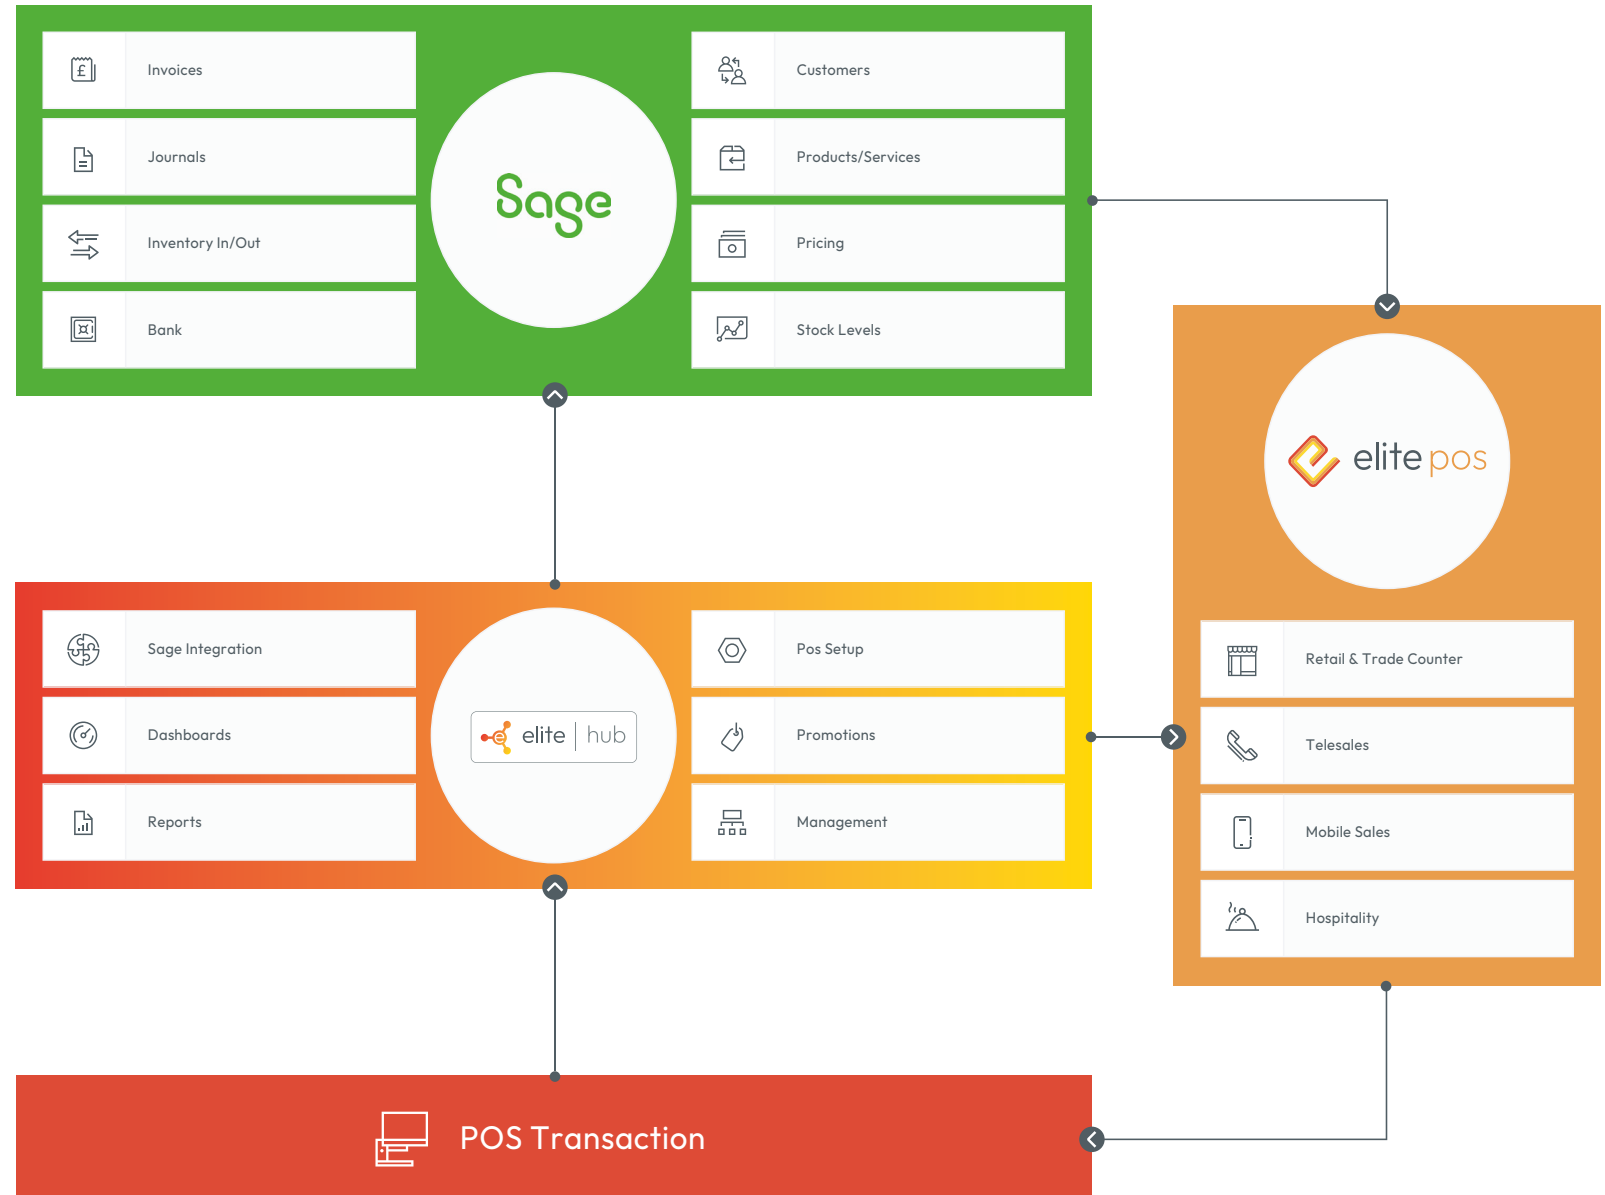 Invoices
Journals
Inventory In/Out
Bank
Sage
Customers
Products/Services
Pricing
Stock Levels
elite pos
Retail & Trade Counter
Telesales
Mobile Sales
Hospitality
Sage Integration
Dashboards
Reports
elite | hub
Pos Setup
Promotions
Management
POS Transaction